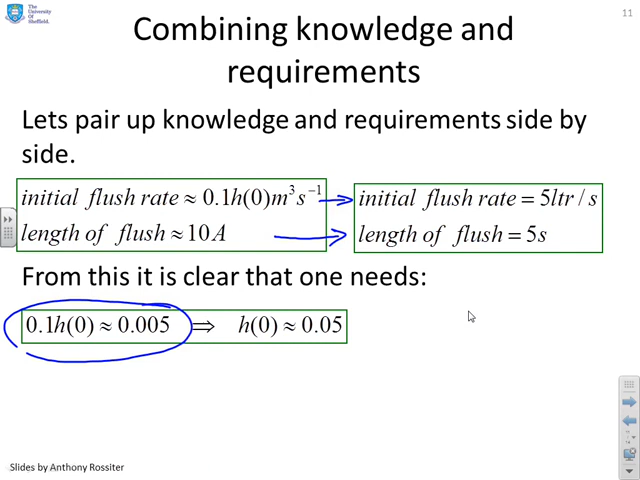 The
University
Of
Sheffield.
11
Combining knowledge and
requirements
Lets pair up knowledge and requirements side by
side.
initial flush rate ≈ 0.1h(0)m³s⁻¹
length of flush ≈ 10A
initial flush rate = 5ltr / s
length of flush = 5s
From this it is clear that one needs:
0.1h(0) ≈ 0.005 ⇒ h(0) ≈ 0.05
Slides by Anthony Rossiter